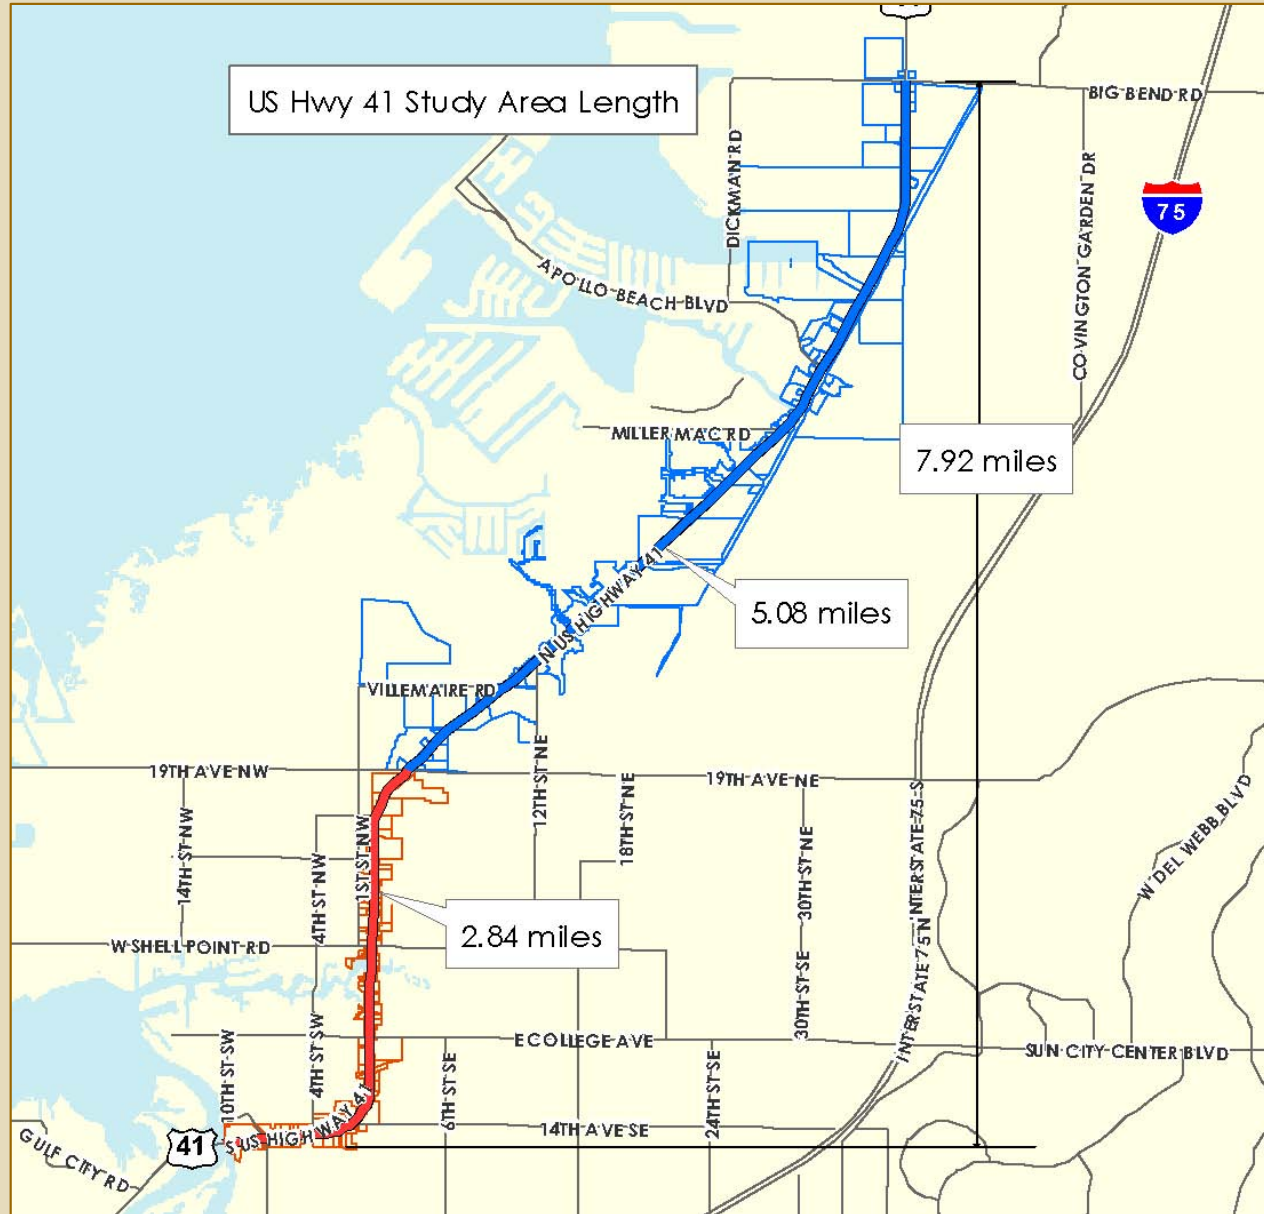 US Hwy 41 Study Area Length
BIG BEND RD
DICKMAN RD
COVINGTON GARDEN DR
75
APOLLO BEACH BLVD
MILLER MAC RD
7.92 miles
5.08 miles
N US HIGHWAY 41
VILLEMAIRE RD
19TH AVE NW
19TH AVE NE
12TH ST NE
18TH ST NE
14TH ST NW
4TH ST NW
1ST ST NW
30TH ST NE
INTERSTATE 75 S
W DEL WEBB BLVD
2.84 miles
W SHELL POINT RD
INTERSTATE 75 N
30TH ST SE
E COLLEGE AVE
SUN CITY CENTER BLVD
10TH ST SW
4TH ST SW
6TH ST SE
24TH ST SE
14TH AVE SE
S US HIGHWAY 41
41
GULF CITY RD